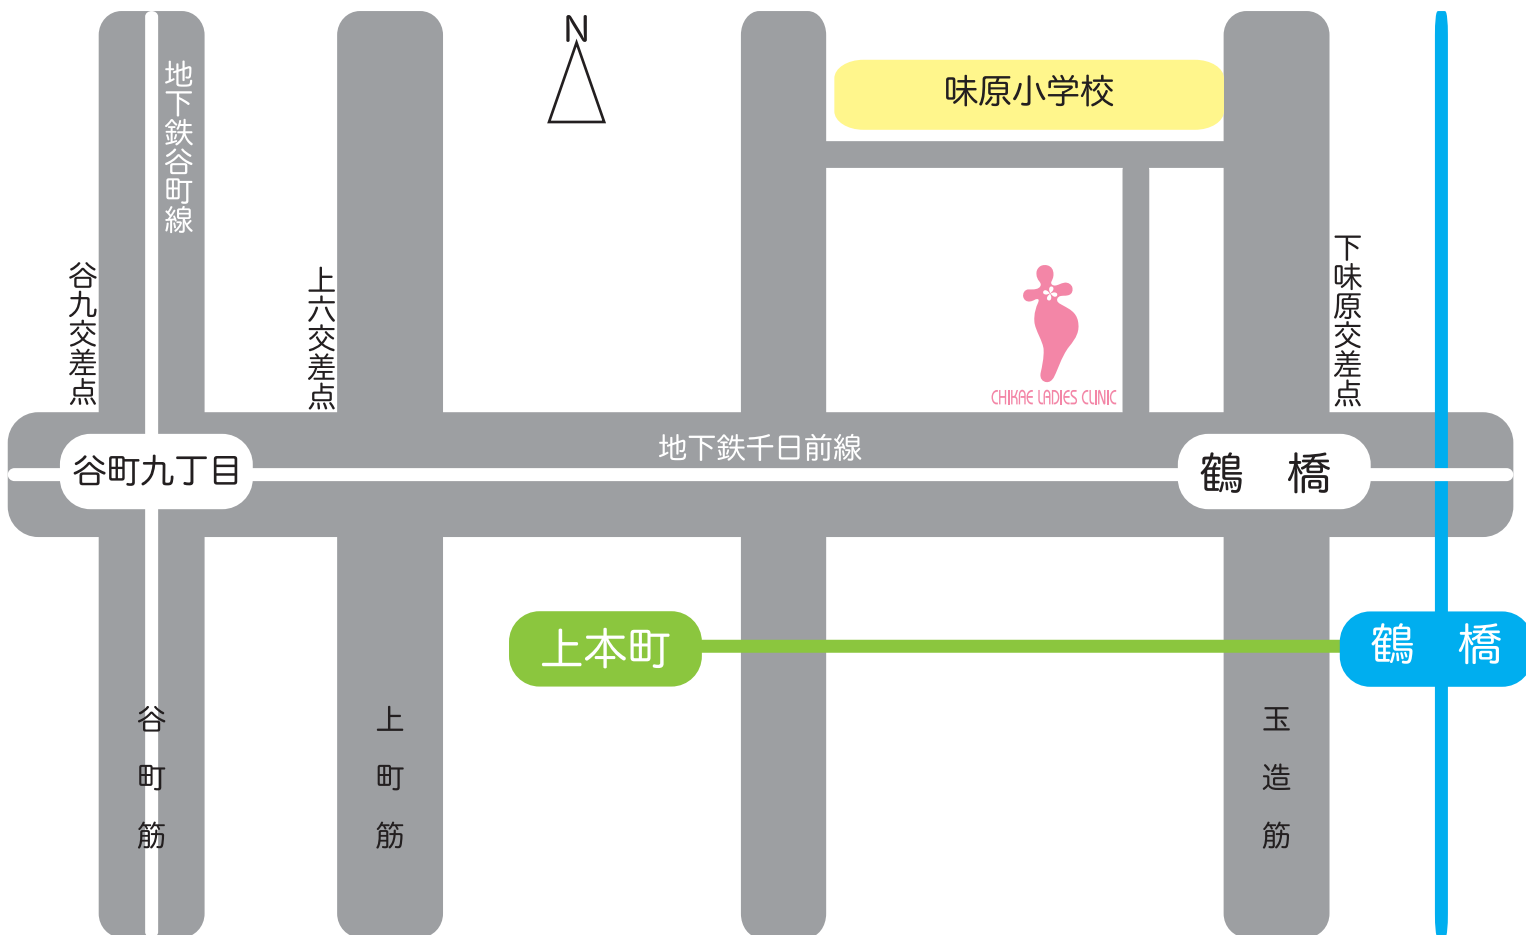 N
味原小学校
地下鉄谷町線
谷九交差点
上六交差点
下味原交差点
CHIKAE LADIES CLINIC
地下鉄千日前線
谷町九丁目
鶴 橋
上本町
鶴 橋
谷町筋
上町筋
玉造筋